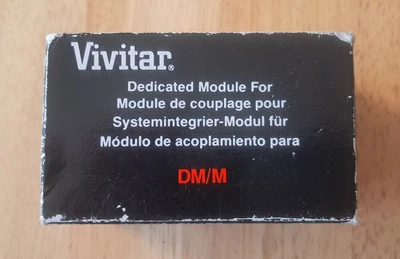 Vivitar®
Dedicated Module For
Module de couplage pour
Systemintegrier-Modul für
Módulo de acoplamiento para
DM/M